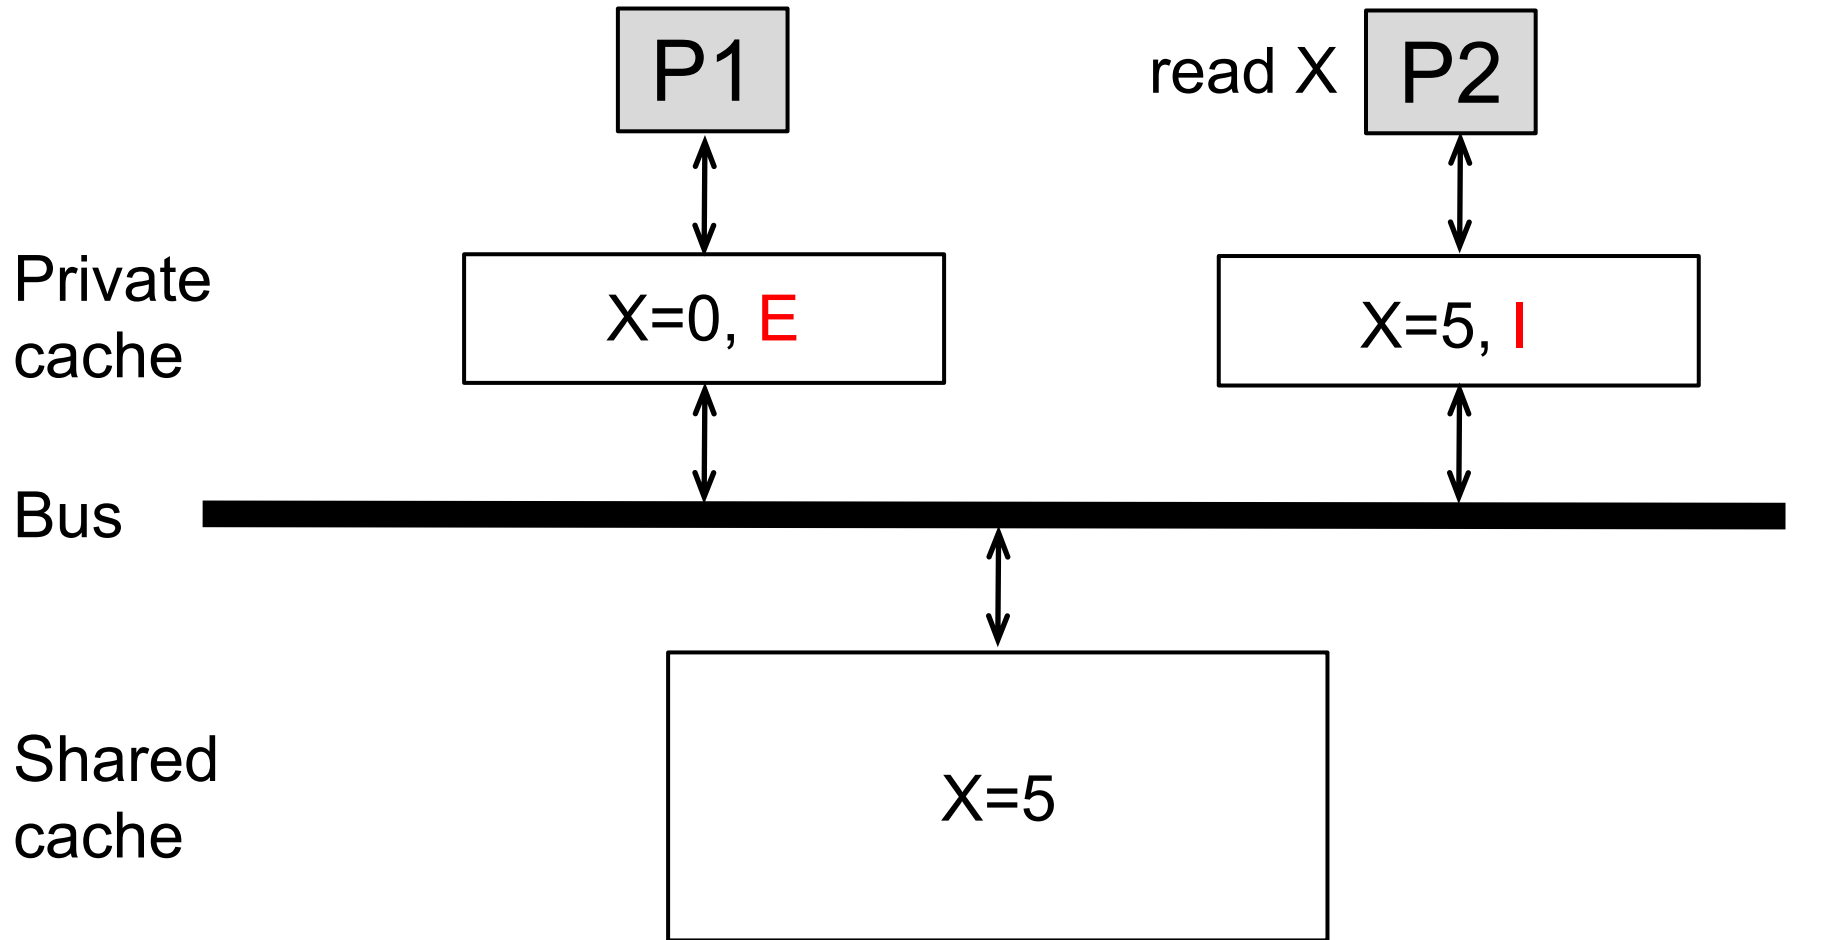 P1
read X
P2
Private
cache
X=0, E
X=5, I
Bus
Shared
cache
X=5